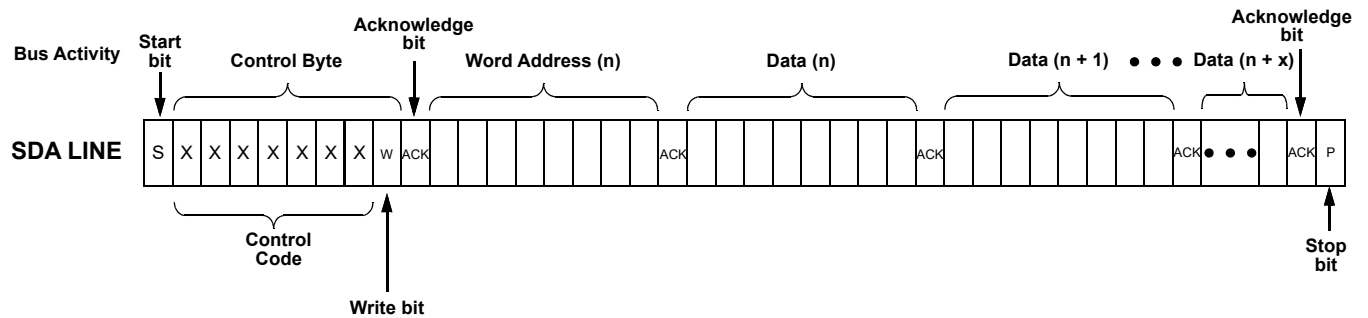 Bus Activity
Start
bit
Control Byte
Acknowledge
bit
Word Address (n)
Data (n)
Data (n + 1) • • • Data (n + x)
Acknowledge
bit
SDA LINE
S X X X X X X X W ACK ACK ACK ACK • • • ACK P
Control
Code
Write bit
Stop
bit